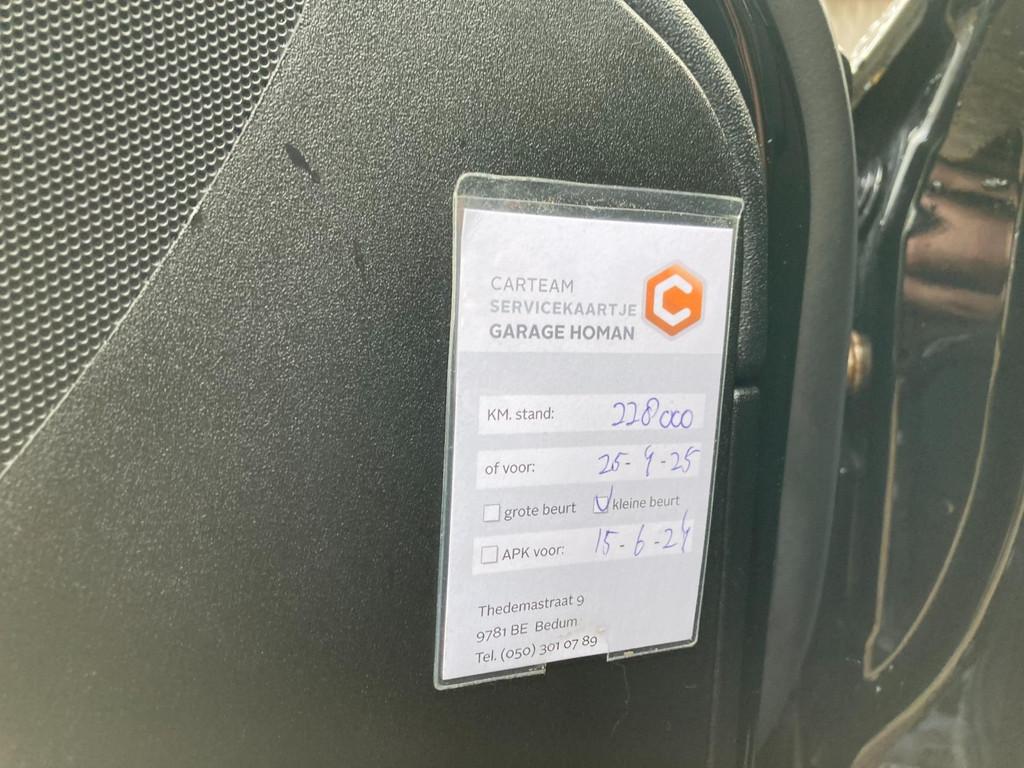 CARTEAM
SERVICEKAARTJE
GARAGE HOMAN
KM. stand: 228000
of voor: 25-9-25
grote beurt kleine beurt
APK voor: 15-6-24
Thedemastraat 9
9781 BE Bedum
Tel. (050) 301 07 89